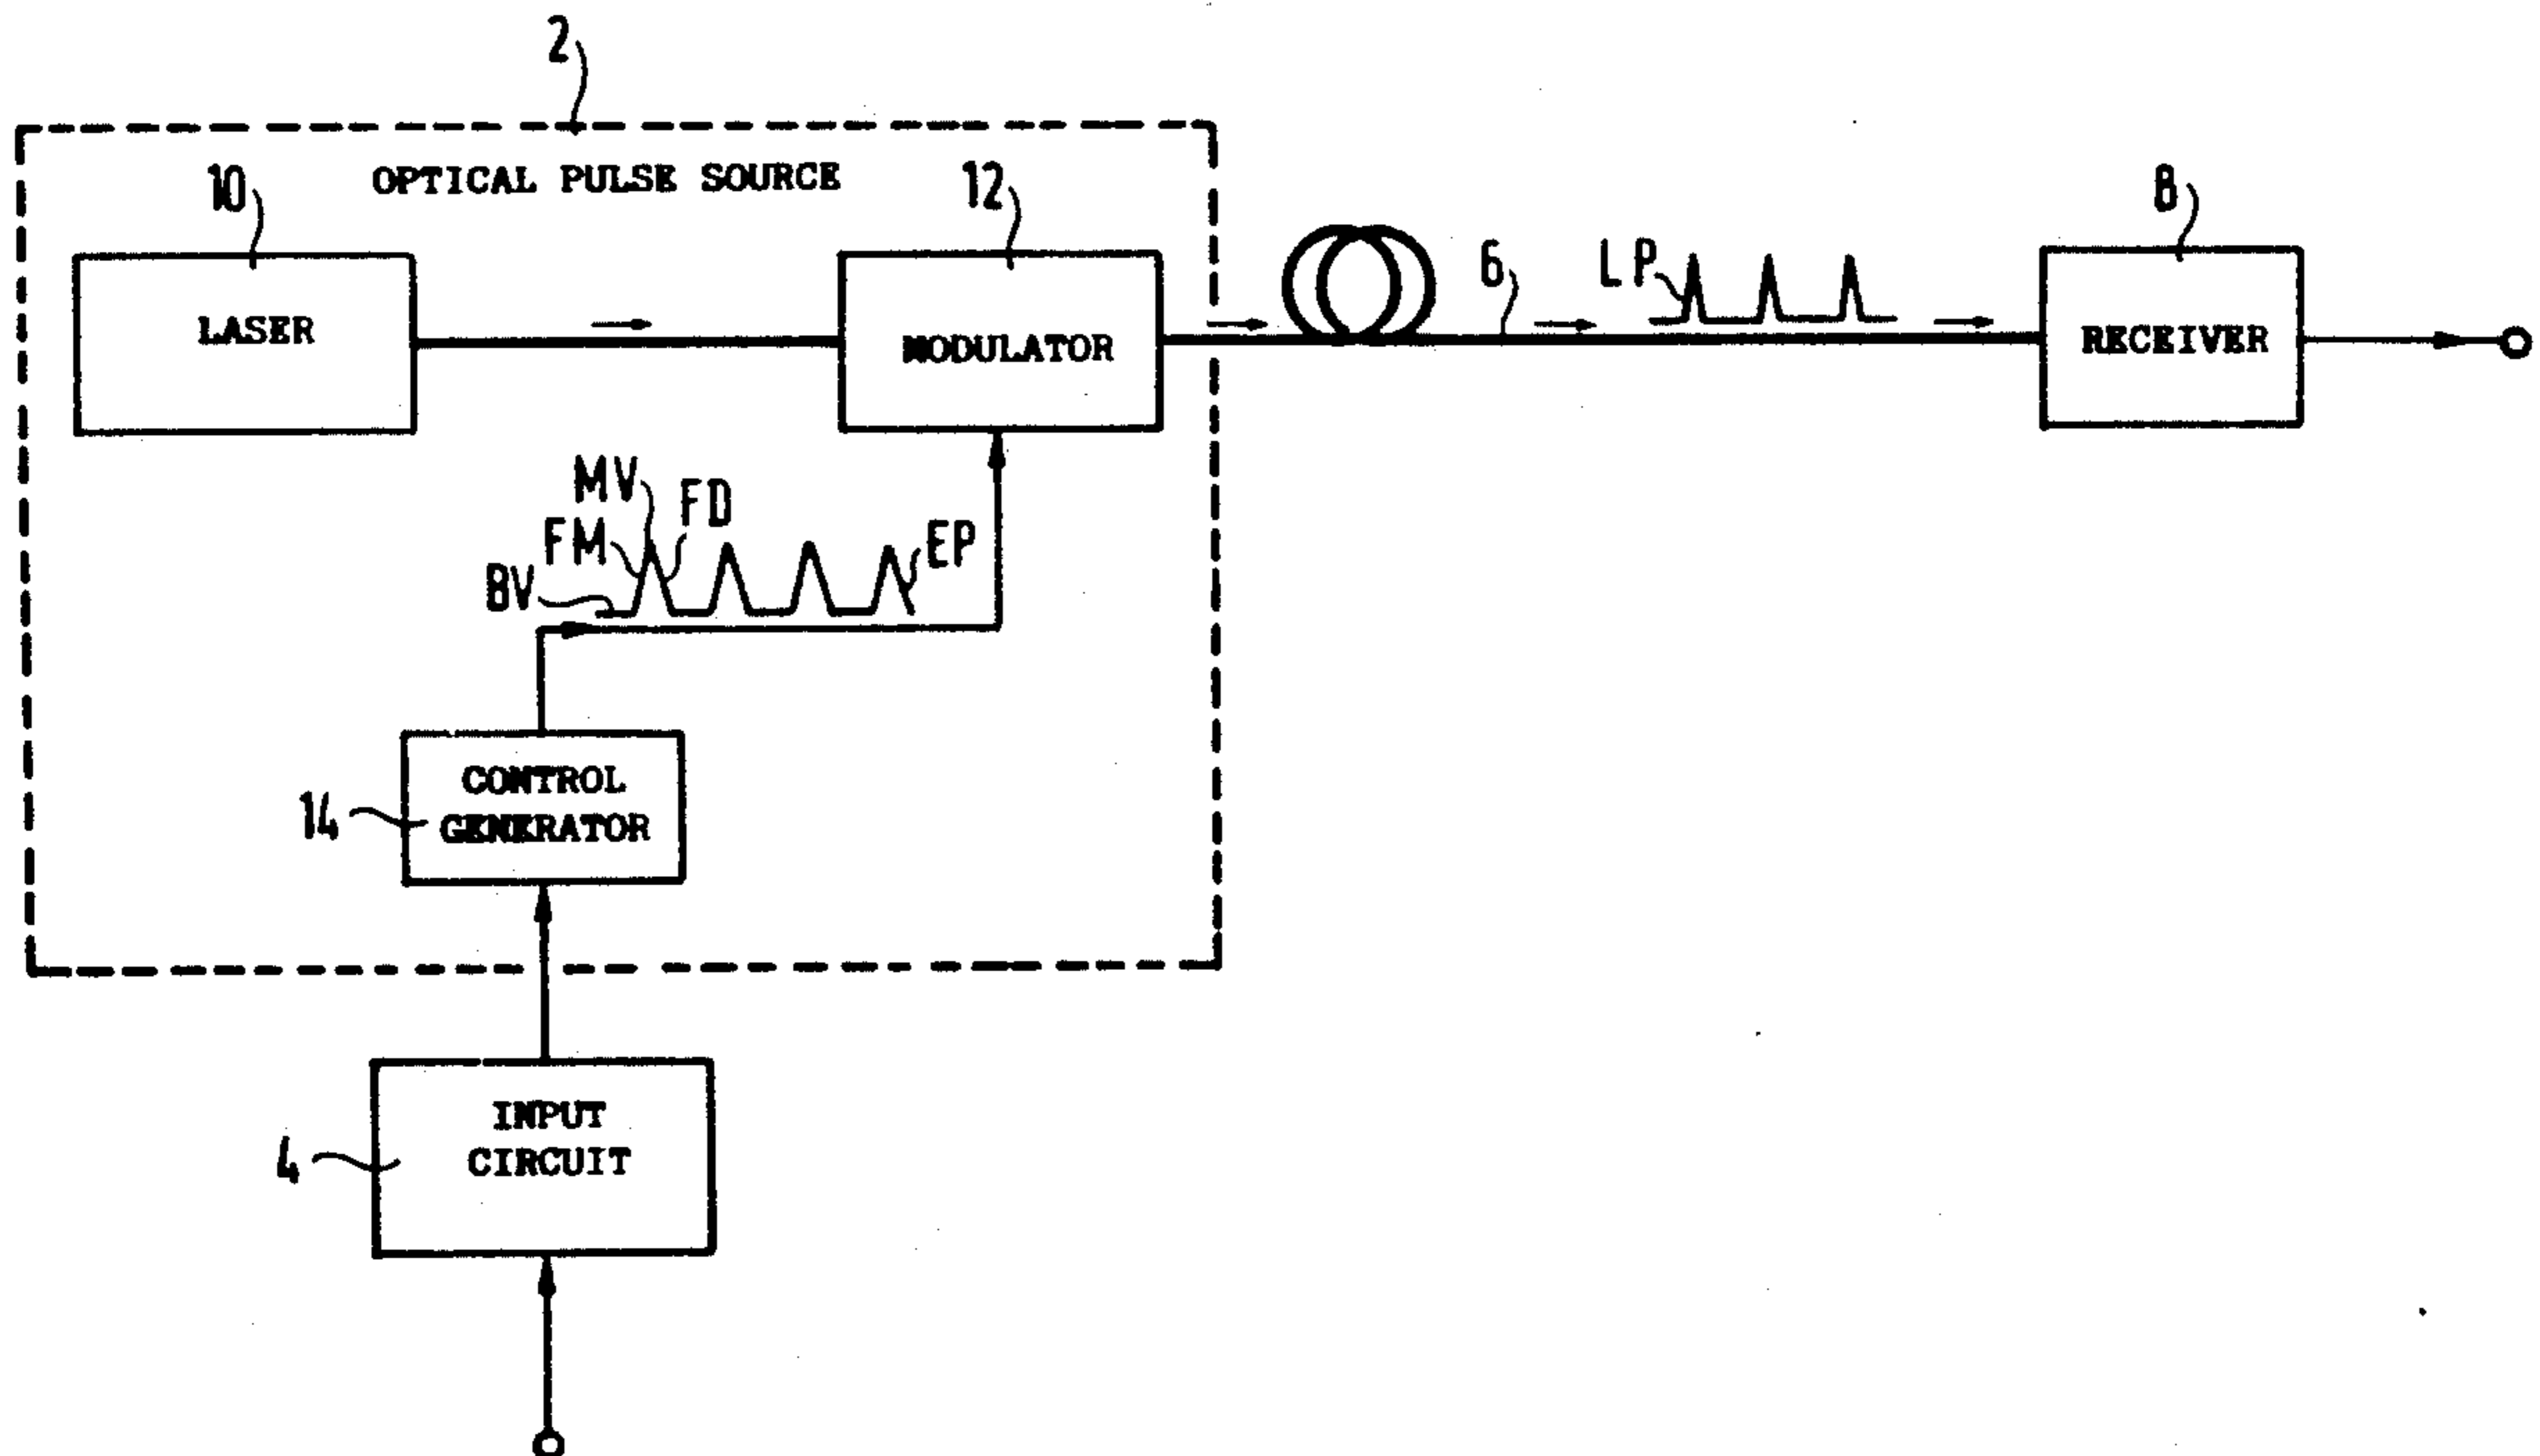 2
OPTICAL PULSE SOURCE
10
12
8
LASER
MODULATOR
6
LP
RECEIVER
MV
FD
FM
EP
BV
CONTROL
GENERATOR
14
INPUT
CIRCUIT
4